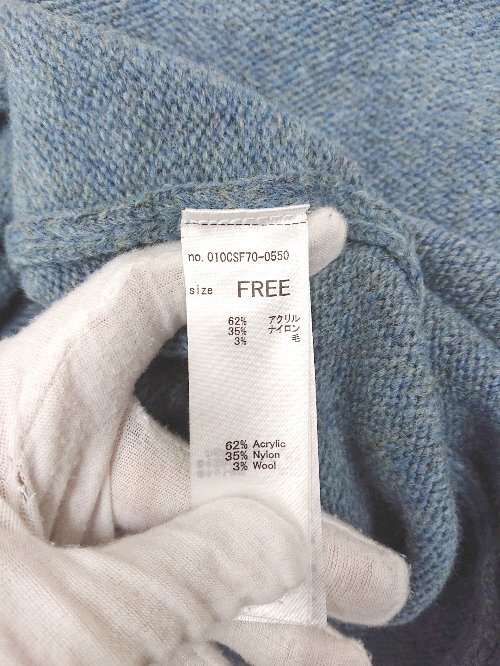 no. 010CSF70-0550
size FREE
62% アクリル
35% ナイロン
3% 毛
62% Acrylic
35% Nylon
3% Wool